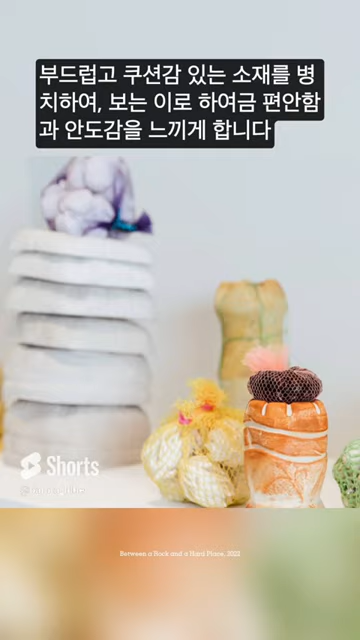 부드럽고 쿠션감 있는 소재를 병
치하여, 보는 이로 하여금 편안함
과 안도감을 느끼게 합니다
Shorts
Between a Rock and a Hard Place, 2022